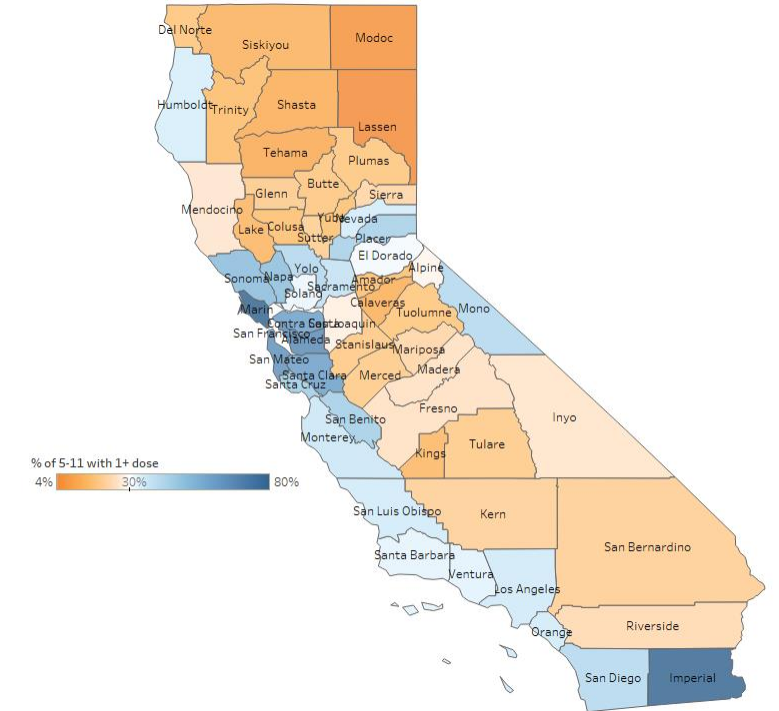 Del Norte
Siskiyou
Modoc
Humboldt
Trinity
Shasta
Lassen
Tehama
Plumas
Butte
Glenn
Sierra
Mendocino
Lake
Colusa
Yuba
Nevada
Sutter
Placer
El Dorado
Yolo
Alpine
Sonoma
Napa
Sacramento
Amador
Solano
Calaveras
Mono
Marin
Tuolumne
Contra Costa
San Joaquin
San Francisco
Alameda
Stanislaus
Mariposa
San Mateo
Madera
Santa Clara
Merced
Santa Cruz
Fresno
Inyo
San Benito
Monterey
Tulare
Kings
% of 5-11 with 1+ dose
4%
30%
80%
San Luis Obispo
Kern
San Bernardino
Santa Barbara
Ventura
Los Angeles
Riverside
Orange
San Diego
Imperial